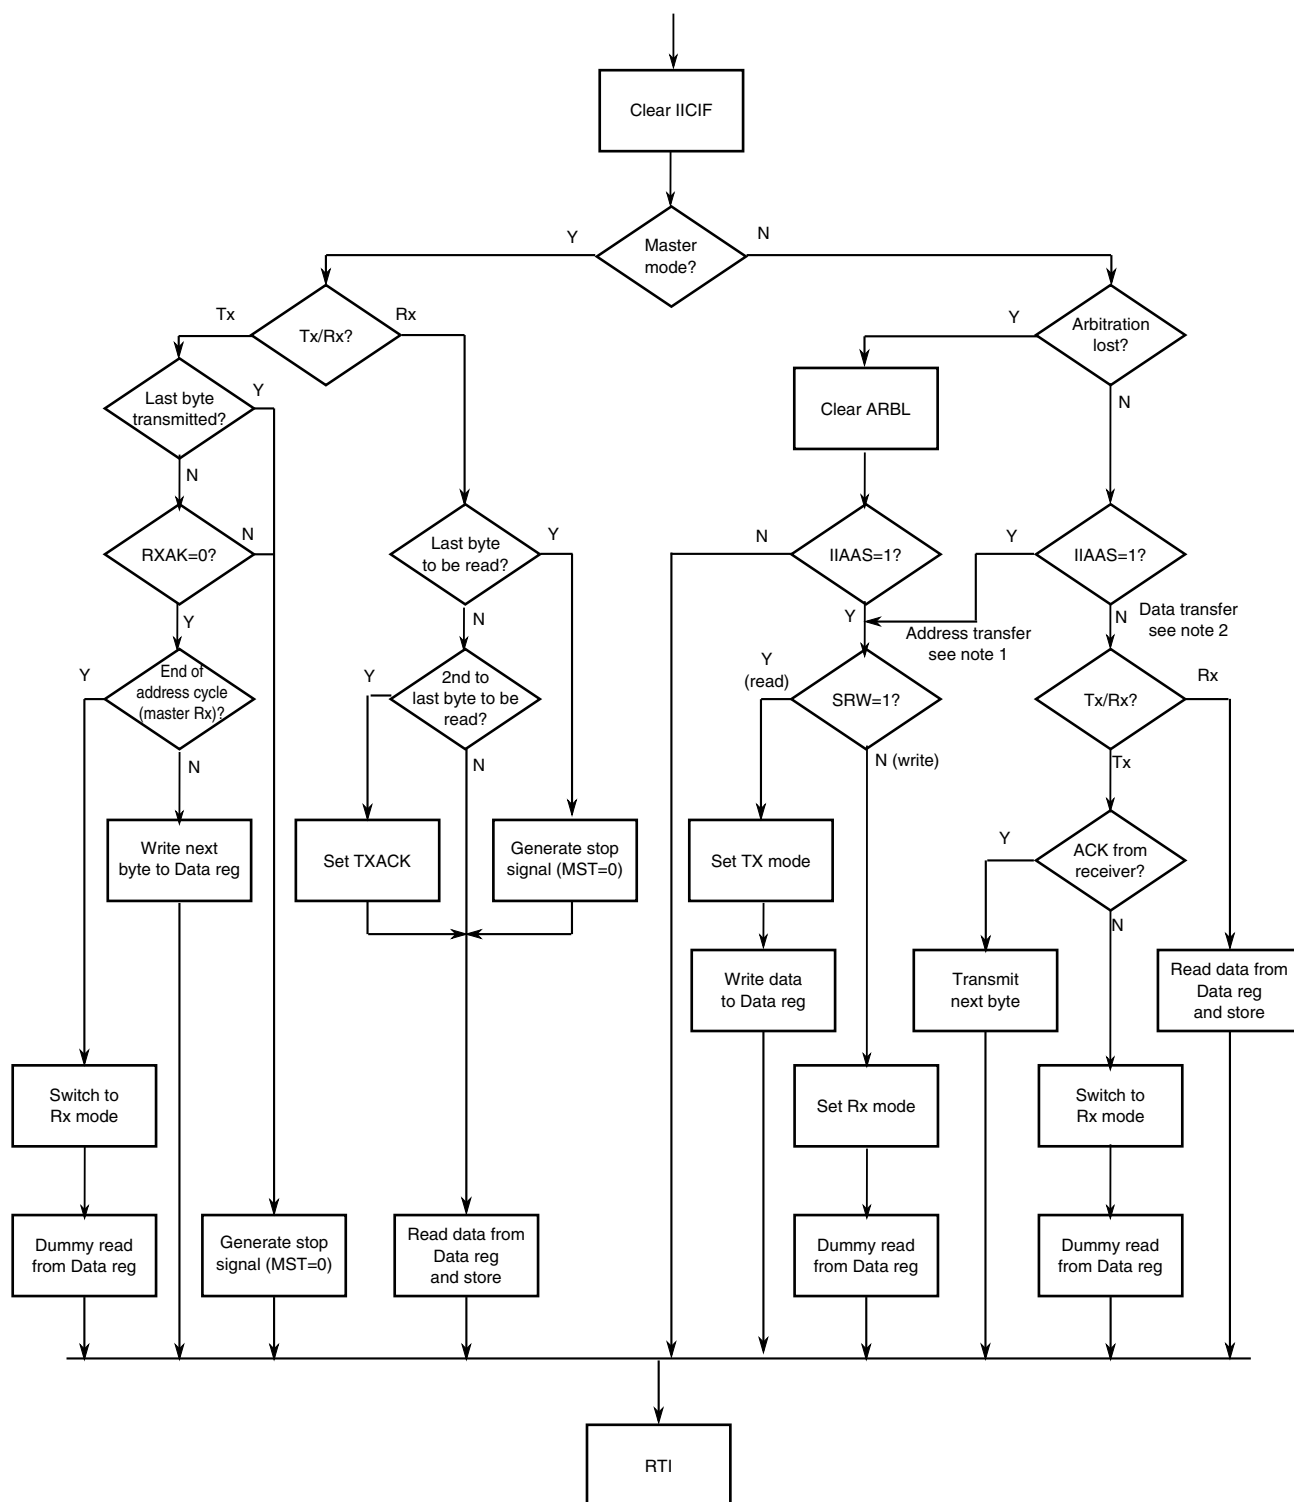 Clear IICIF
Master
mode?
Y
N
Tx/Rx?
Tx
Rx
Last byte
transmitted?
Y
N
RXAK=0?
N
Y
End of
address cycle
(master Rx)?
Y
N
Write next
byte to Data reg
Switch to
Rx mode
Dummy read
from Data reg
Generate stop
signal (MST=0)
Last byte
to be read?
Y
N
2nd to
last byte to be
read?
Y
N
Set TXACK
Generate stop
signal (MST=0)
Read data from
Data reg
and store
Arbitration
lost?
Y
N
Clear ARBL
IIAAS=1?
N
Y
IIAAS=1?
Y
N
Address transfer
see note 1
Data transfer
see note 2
SRW=1?
Y
(read)
N (write)
Set TX mode
Write data
to Data reg
Set Rx mode
Dummy read
from Data reg
Tx/Rx?
Rx
Tx
ACK from
receiver?
Y
N
Transmit
next byte
Read data from
Data reg
and store
Switch to
Rx mode
Dummy read
from Data reg
RTI